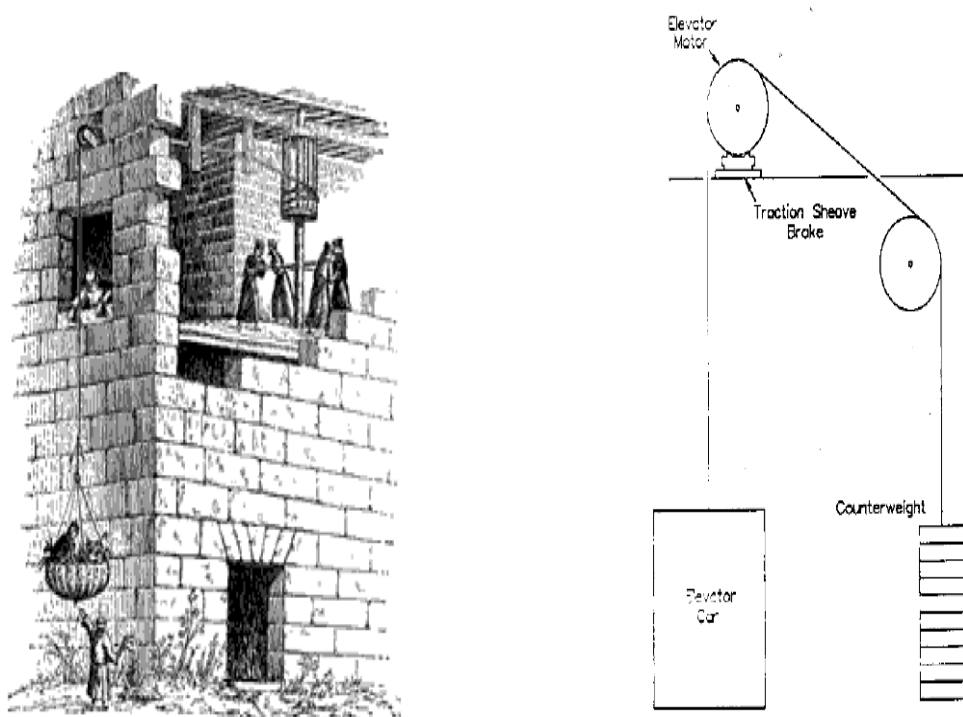 Elevator
Motor
Traction Sheave
Brake
Counterweight
Elevator
Car